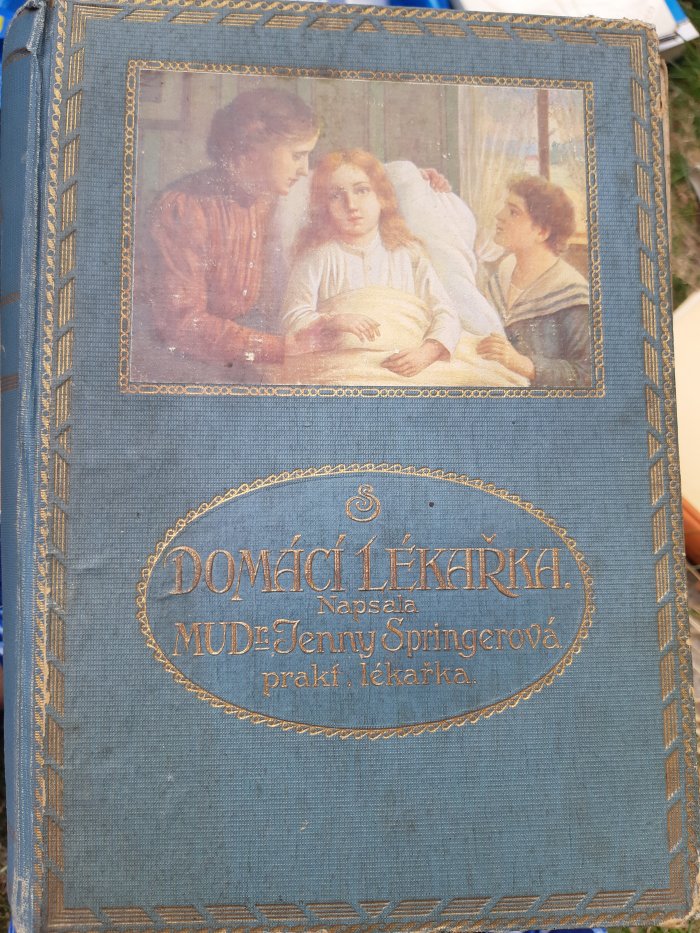 S
DOMÁCÍ LÉKAŘKA.
Napsala
MUDr. Jenny Springerová
prakt. lékařka.